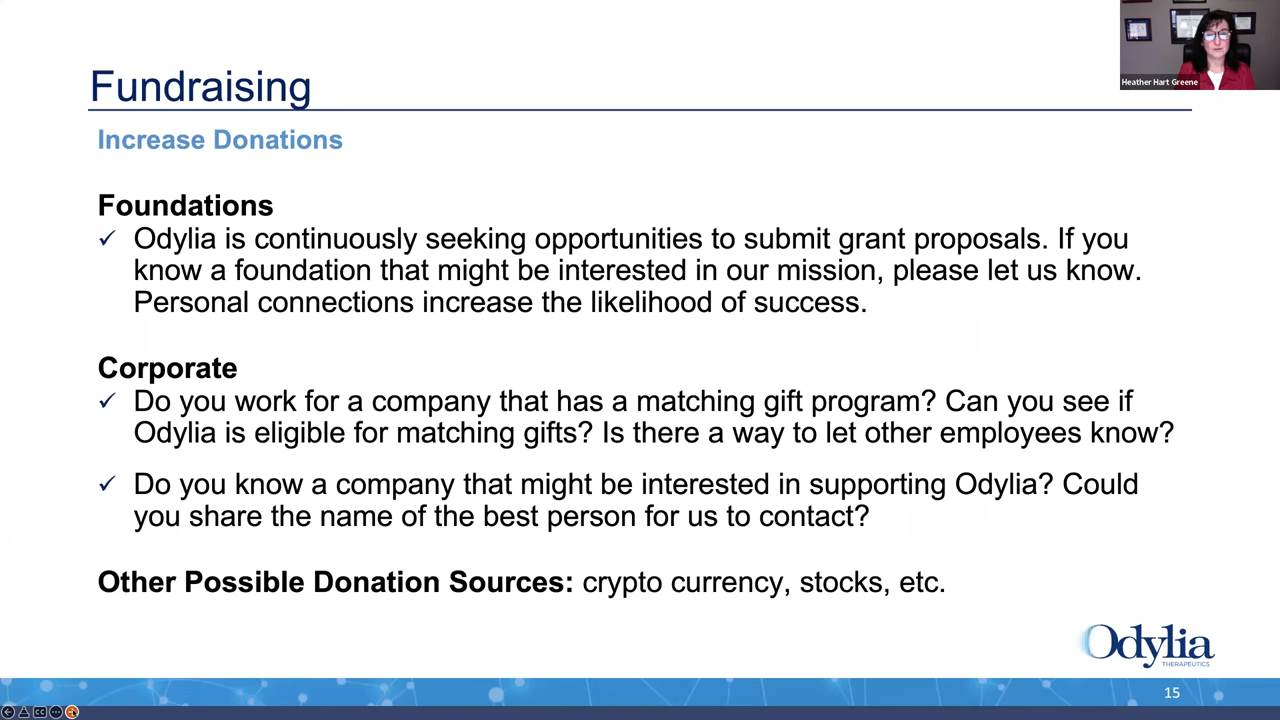 Heather Hart Greene
Fundraising
Increase Donations
Foundations
✓ Odylia is continuously seeking opportunities to submit grant proposals. If you
know a foundation that might be interested in our mission, please let us know.
Personal connections increase the likelihood of success.
Corporate
✓ Do you work for a company that has a matching gift program? Can you see if
Odylia is eligible for matching gifts? Is there a way to let other employees know?
✓ Do you know a company that might be interested in supporting Odylia? Could
you share the name of the best person for us to contact?
Other Possible Donation Sources: crypto currency, stocks, etc.
Odylia
THERAPEUTICS
15
CC